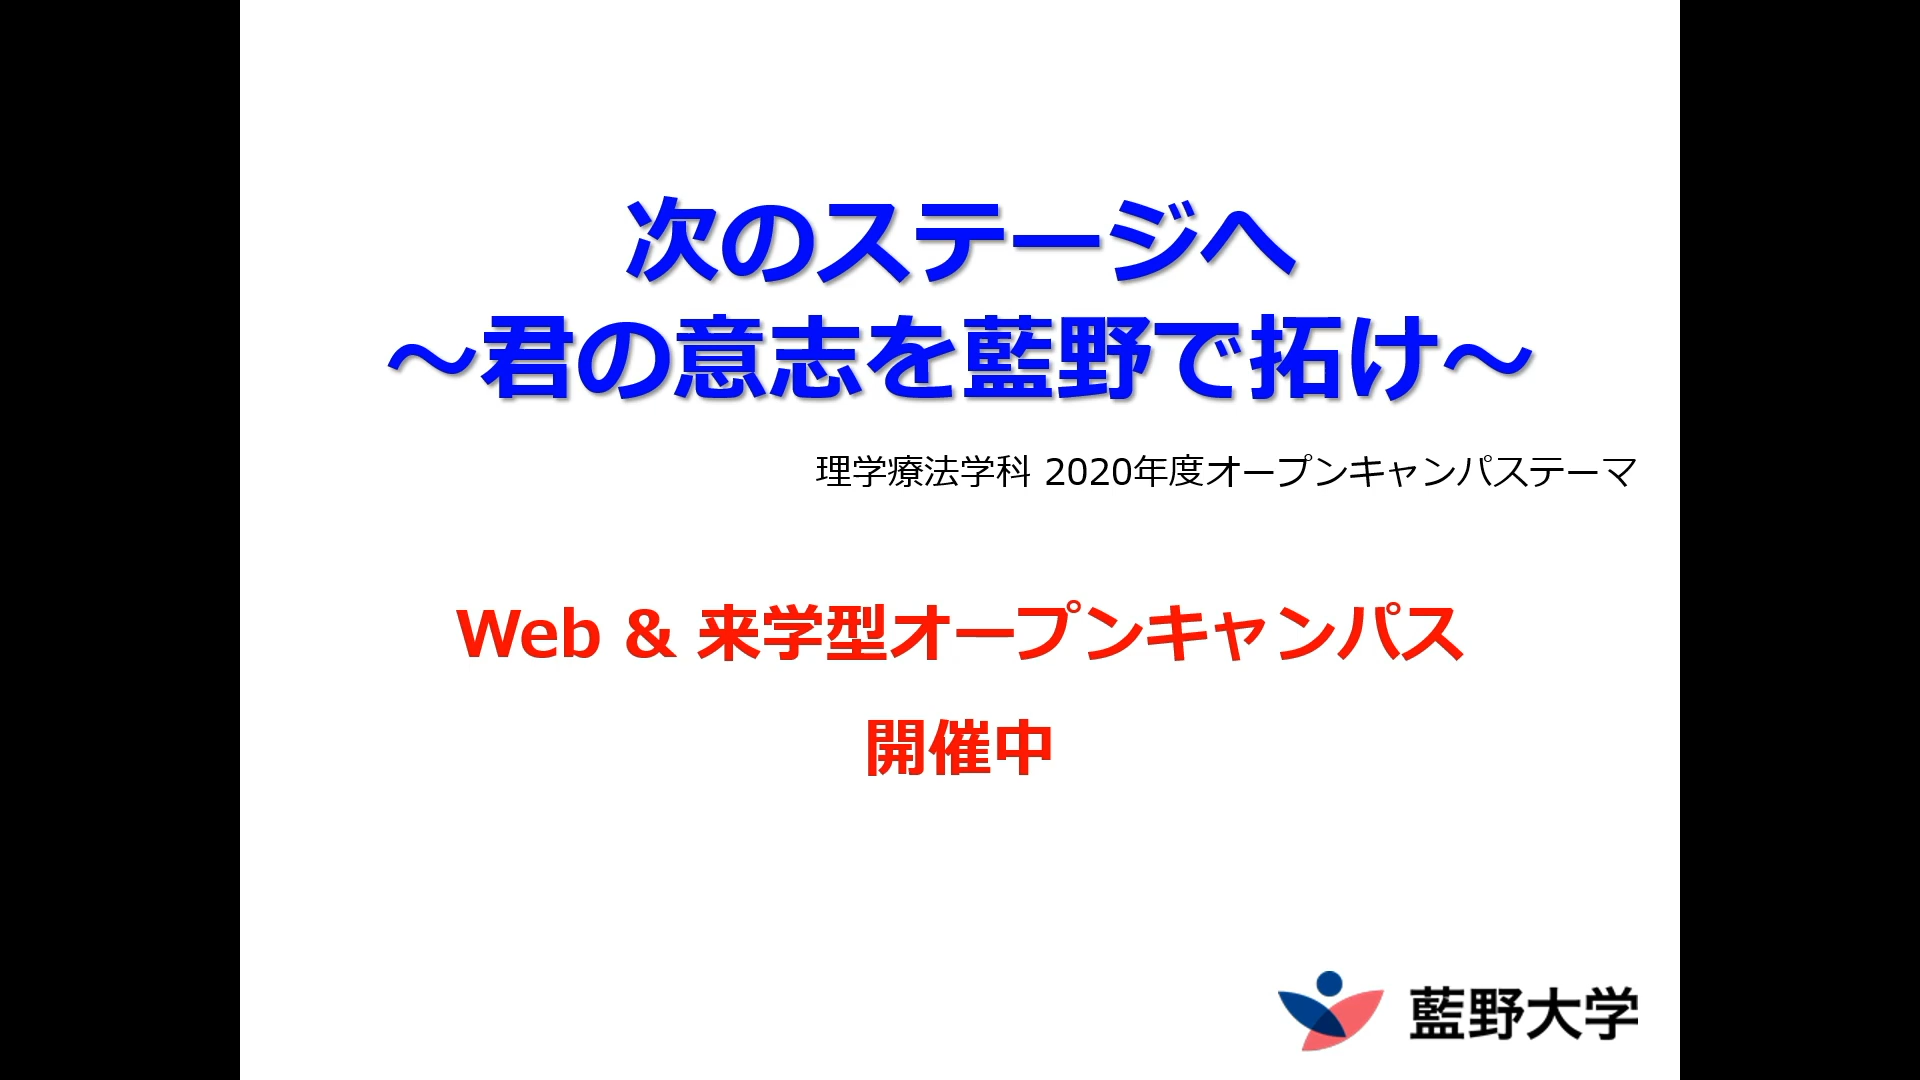 次のステージへ
～君の意志を藍野で拓け～
理学療法学科 2020年度オープンキャンパステーマ
Web & 来学型オープンキャンパス
開催中
藍野大学